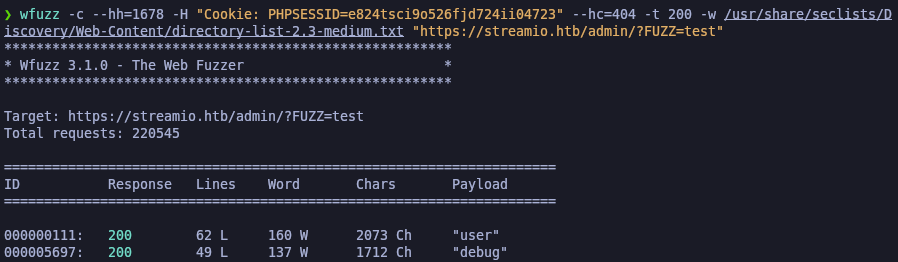 ❯ wfuzz -c --hh=1678 -H "Cookie: PHPSESSID=e824tsci9o526fjd724ii04723" --hc=404 -t 200 -w /usr/share/seclists/D
iscovery/Web-Content/directory-list-2.3-medium.txt "https://streamio.htb/admin/?FUZZ=test"
********************************************************
* Wfuzz 3.1.0 - The Web Fuzzer                         *
********************************************************
Target: https://streamio.htb/admin/?FUZZ=test
Total requests: 220545
=====================================================================
ID           Response   Lines    Word       Chars       Payload
=====================================================================
000000111:   200        62 L     160 W      2073 Ch     "user"
000005697:   200        49 L     137 W      1712 Ch     "debug"